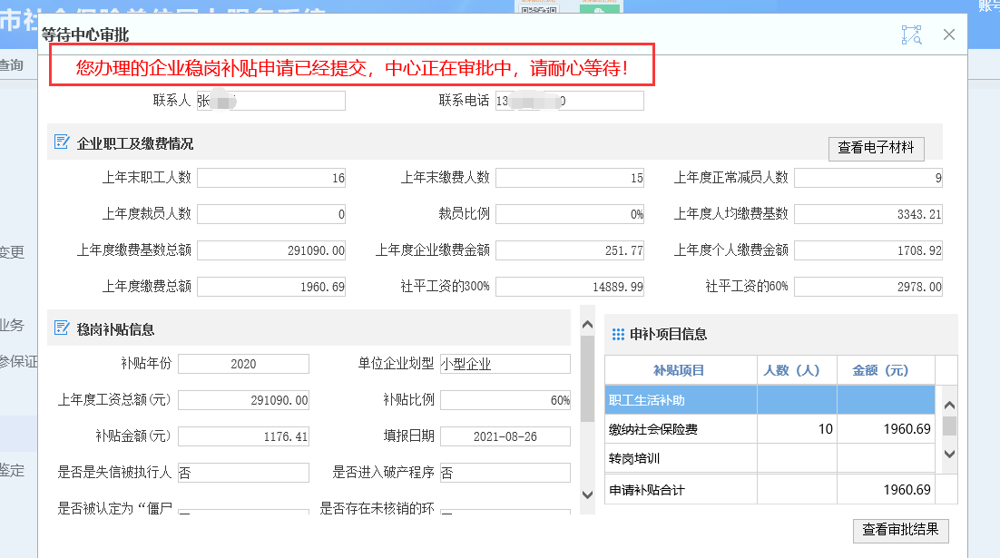 账号
等待中心审批
查询
您办理的企业稳岗补贴申请已经提交，中心正在审批中，请耐心等待！
联系人 张
联系电话 13 0
企业职工及缴费情况
查看电子材料
上年末职工人数 16 上年末缴费人数 15 上年度正常减员人数 9
上年度裁员人数 0 裁员比例 0% 上年度人均缴费基数 3343.21
上年度缴费基数总额 291090.00 上年度企业缴费金额 251.77 上年度个人缴费金额 1708.92
变更
上年度缴费总额 1960.69 社平工资的300% 14889.99 社平工资的60% 2978.00
稳岗补贴信息
业务
补贴年份 2020 单位企业划型 小型企业
参保证
上年度工资总额(元) 291090.00 补贴比例 60%
补贴金额(元) 1176.41 填报日期 2021-08-26
是否是失信被执行人 否 是否进入破产程序 否
鉴定
是否被认定为“僵尸 是否存在未核销的环
申补项目信息
补贴项目 人数（人） 金额（元）
职工生活补助
缴纳社会保险费 10 1960.69
转岗培训
申请补贴合计 1960.69
查看审批结果